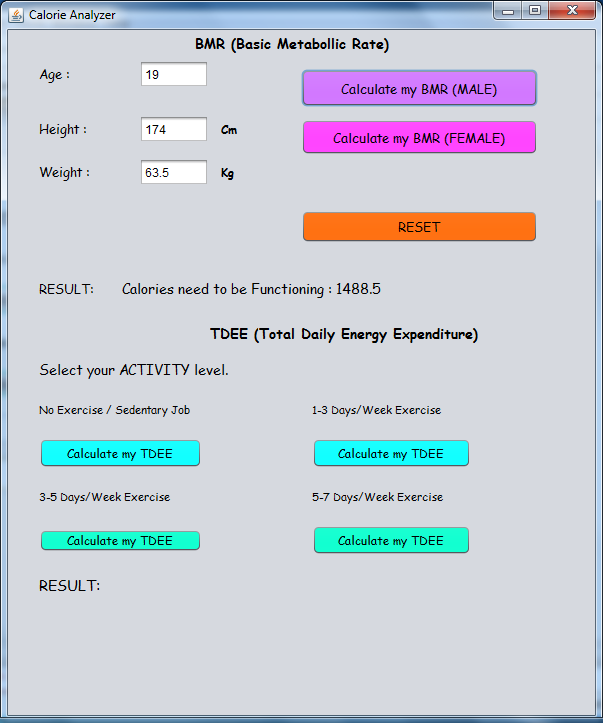 Calorie Analyzer
BMR (Basic Metabollic Rate)
Age :
19
Calculate my BMR (MALE)
Height :
174
Cm
Calculate my BMR (FEMALE)
Weight :
63.5
Kg
RESET
RESULT:
Calories need to be Functioning : 1488.5
TDEE (Total Daily Energy Expenditure)
Select your ACTIVITY level.
No Exercise / Sedentary Job
1-3 Days/Week Exercise
Calculate my TDEE
Calculate my TDEE
3-5 Days/Week Exercise
5-7 Days/Week Exercise
Calculate my TDEE
Calculate my TDEE
RESULT: